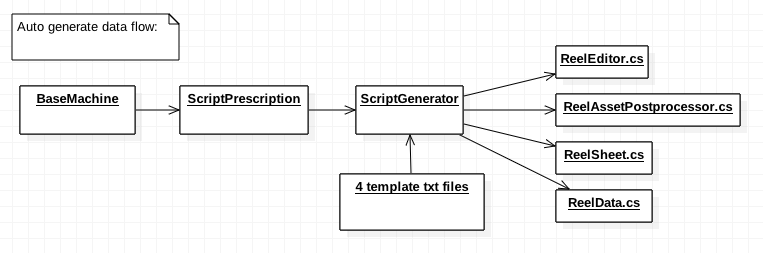 Auto generate data flow:
ReelEditor.cs
BaseMachine
ScriptPrescription
ScriptGenerator
ReelAssetPostprocessor.cs
ReelSheet.cs
4 template txt files
ReelData.cs